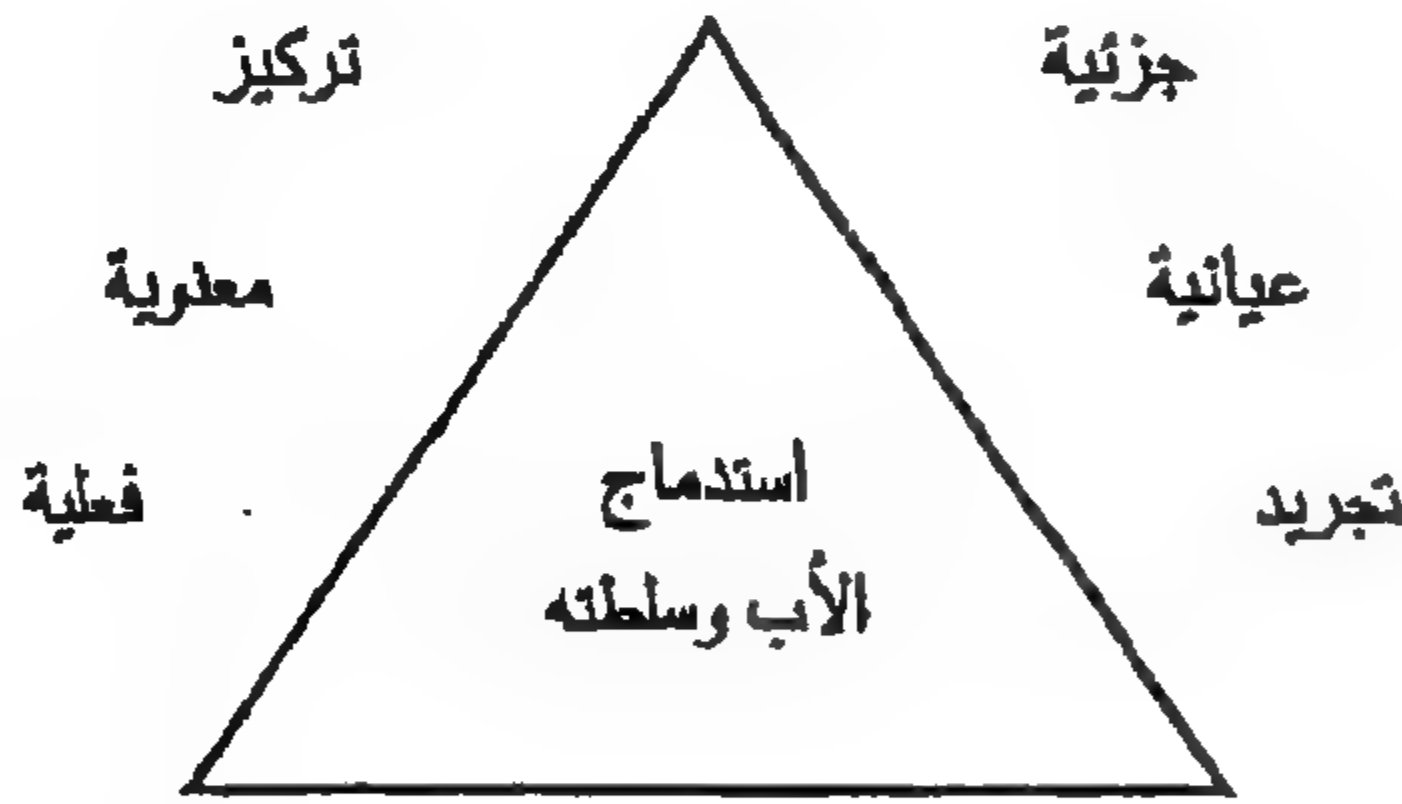 جزئية
تركيز
عيانية
معنوية
تجريد
فعلية
استدماج
الأب وسلطته